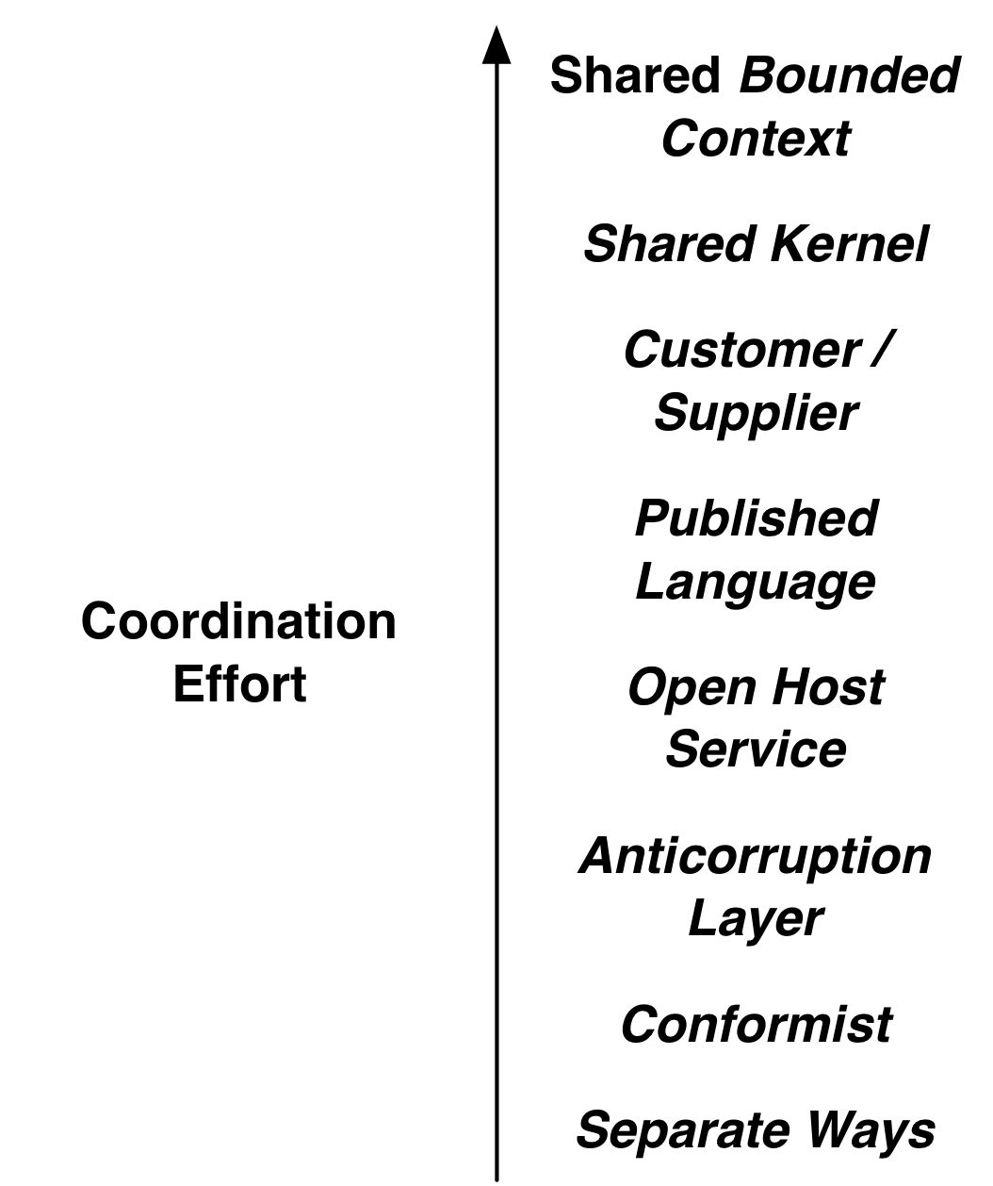 Shared Bounded
Context
Shared Kernel
Customer /
Supplier
Published
Language
Coordination
Effort
Open Host
Service
Anticorruption
Layer
Conformist
Separate Ways